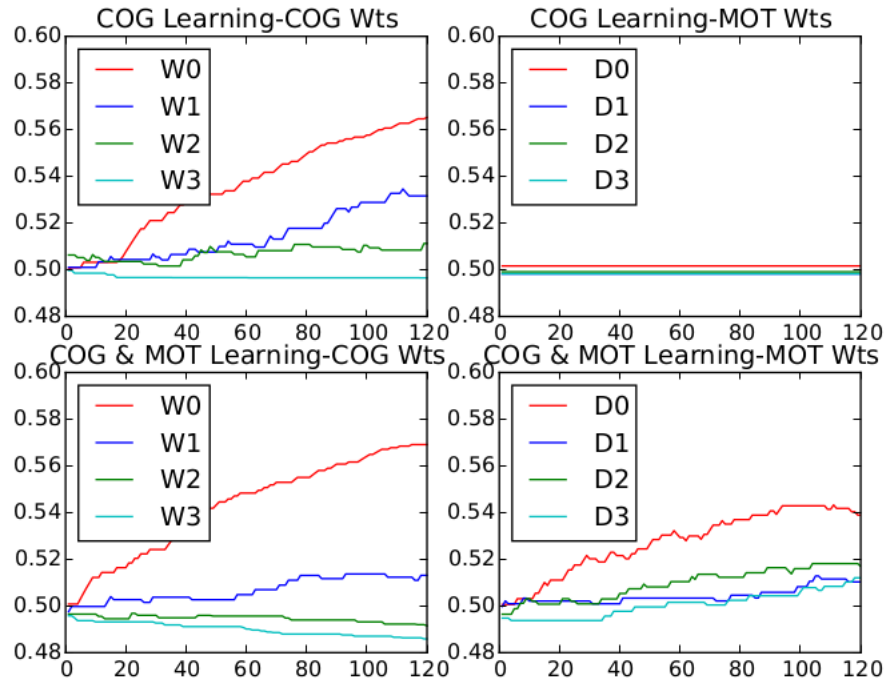 COG Learning-COG Wts
COG Learning-MOT Wts
0.60
0.58
0.56
0.54
0.52
0.50
0.48
W0
W1
W2
W3
0 20 40 60 80 100 120
0.60
0.58
0.56
0.54
0.52
0.50
0.48
D0
D1
D2
D3
0 20 40 60 80 100 120
COG & MOT Learning-COG Wts
COG & MOT Learning-MOT Wts
0.60
0.58
0.56
0.54
0.52
0.50
0.48
W0
W1
W2
W3
0 20 40 60 80 100 120
0.60
0.58
0.56
0.54
0.52
0.50
0.48
D0
D1
D2
D3
0 20 40 60 80 100 120